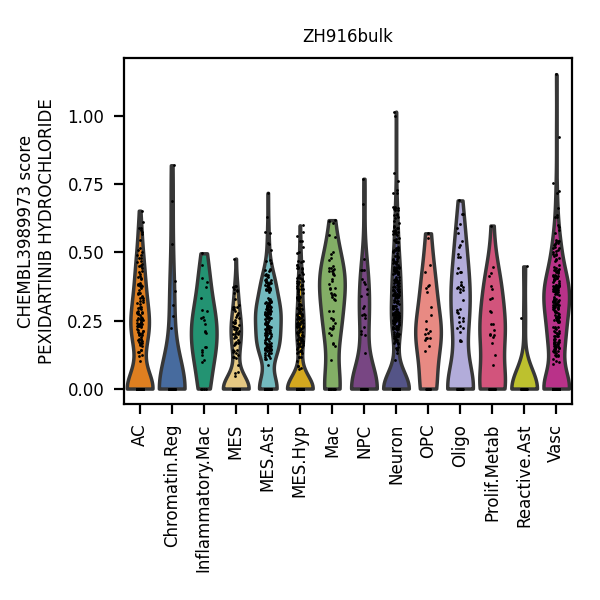 ZH916bulk
CHEMBL3989973 score
PEXIDARTINIB HYDROCHLORIDE
1.00
0.75
0.50
0.25
0.00
AC
Chromatin.Reg
Inflammatory.Mac
MES
MES.Ast
MES.Hyp
Mac
NPC
Neuron
OPC
Oligo
Prolif.Metab
Reactive.Ast
Vasc